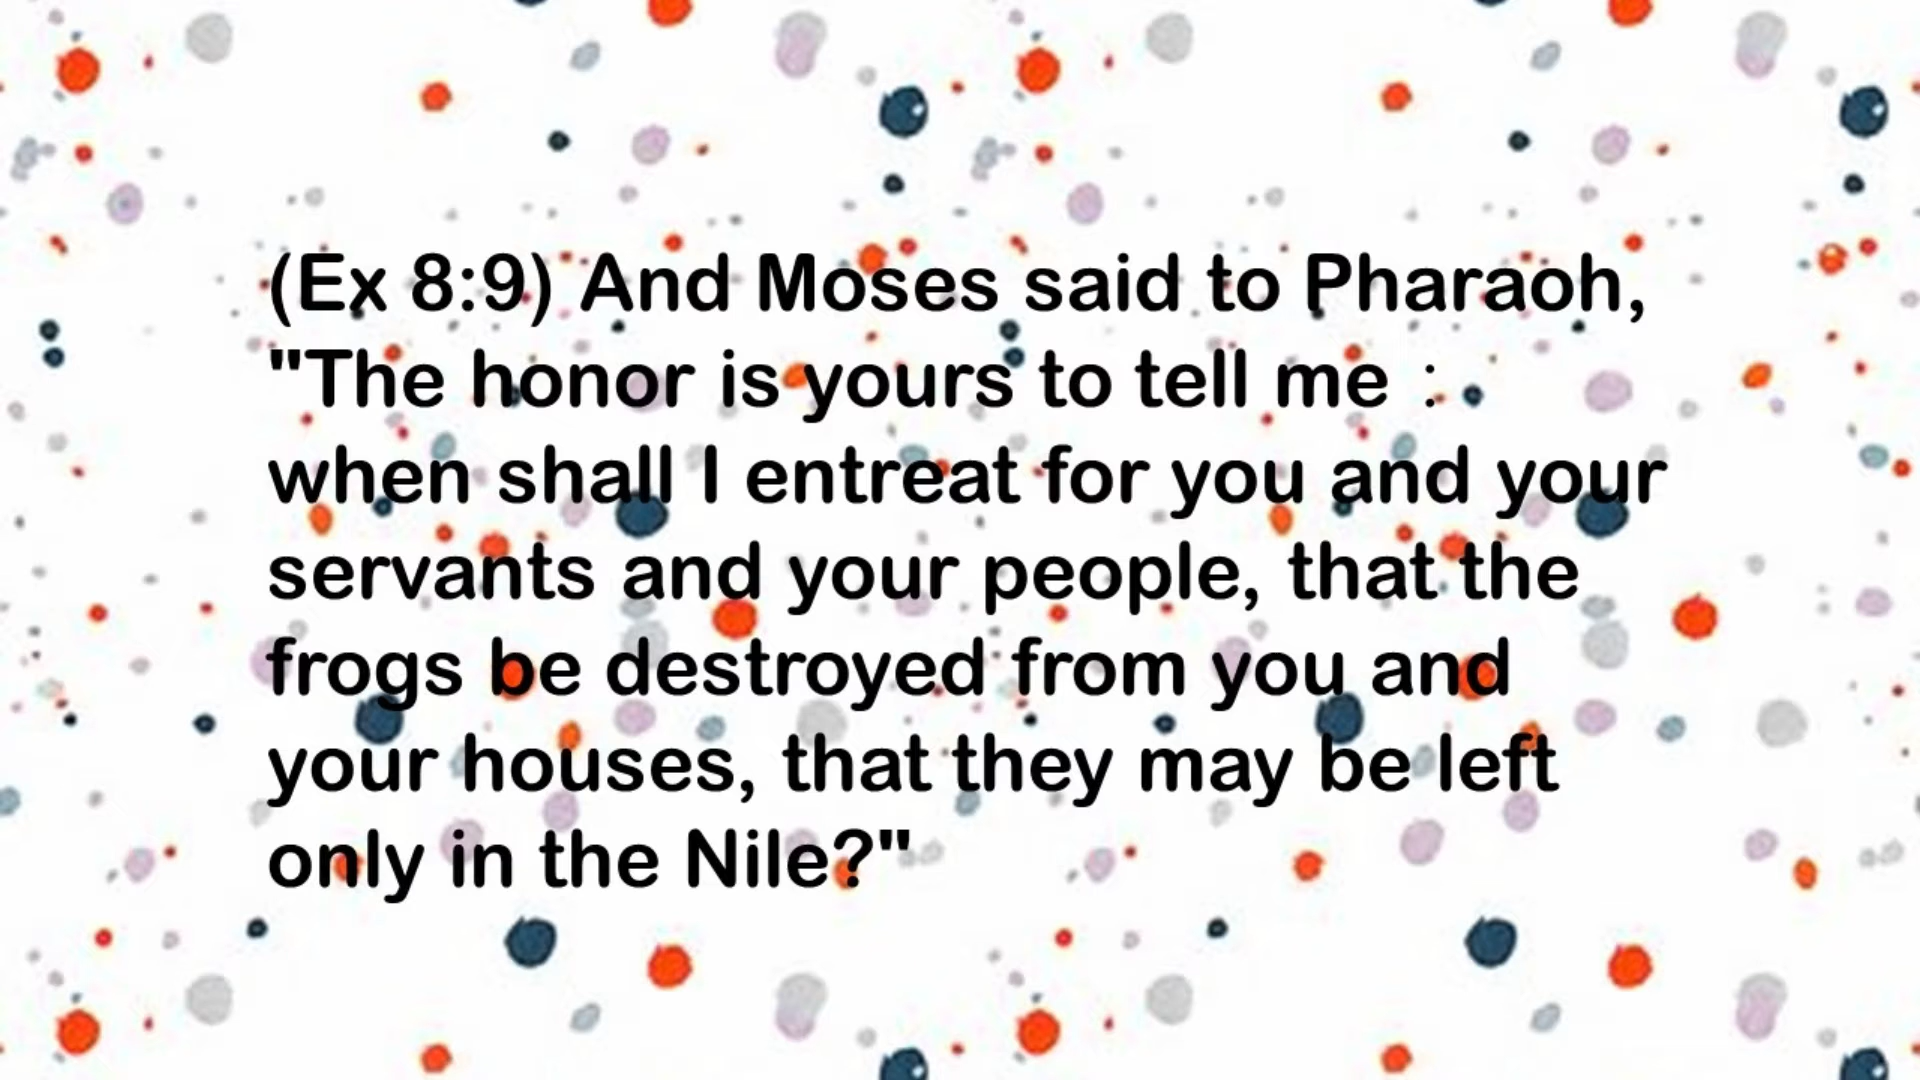 (Ex 8:9) And Moses said to Pharaoh,
"The honor is yours to tell me :
when shall I entreat for you and your
servants and your people, that the
frogs be destroyed from you and
your houses, that they may be left
only in the Nile?"